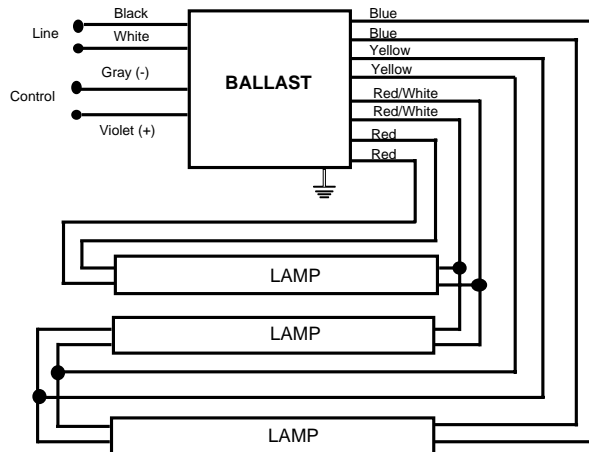 Line
Black
White
Control
Gray (-)
Violet (+)
BALLAST
Blue
Blue
Yellow
Yellow
Red/White
Red/White
Red
Red
LAMP
LAMP
LAMP